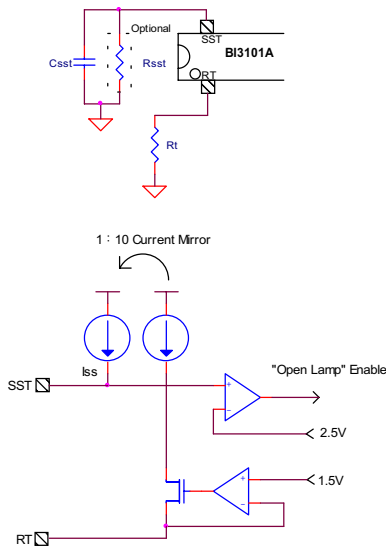 Optional
SST
BI3101A
Csst
Rsst
RT
Rt
1 : 10 Current Mirror
Iss
SST
"Open Lamp" Enable
2.5V
1.5V
RT